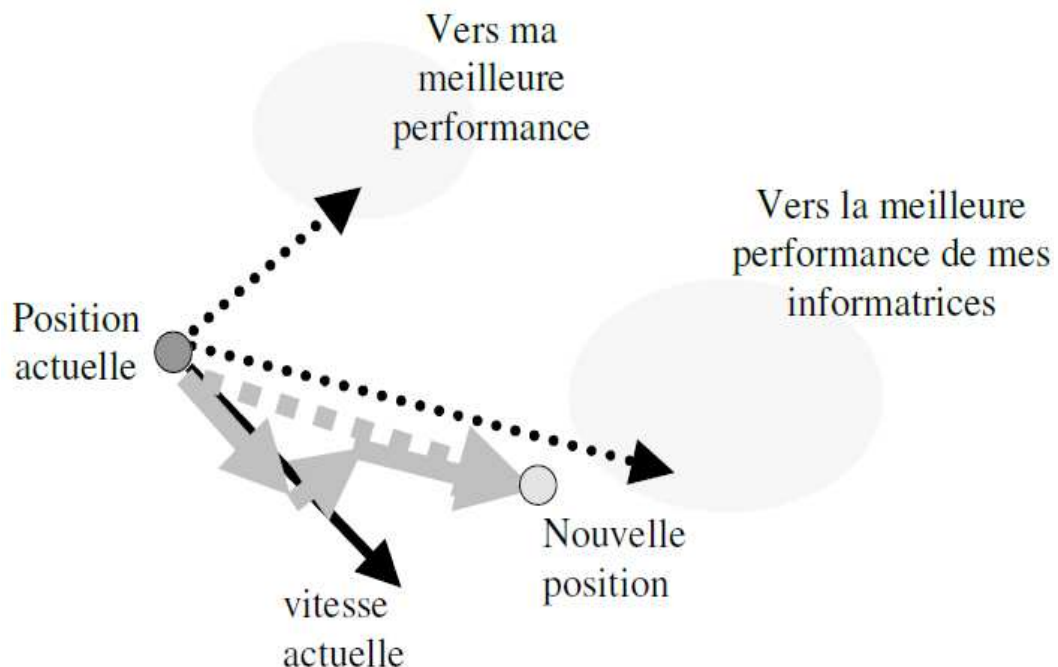 Vers ma
meilleure
performance
Vers la meilleure
performance de mes
informatrices
Position
actuelle
Nouvelle
position
vitesse
actuelle